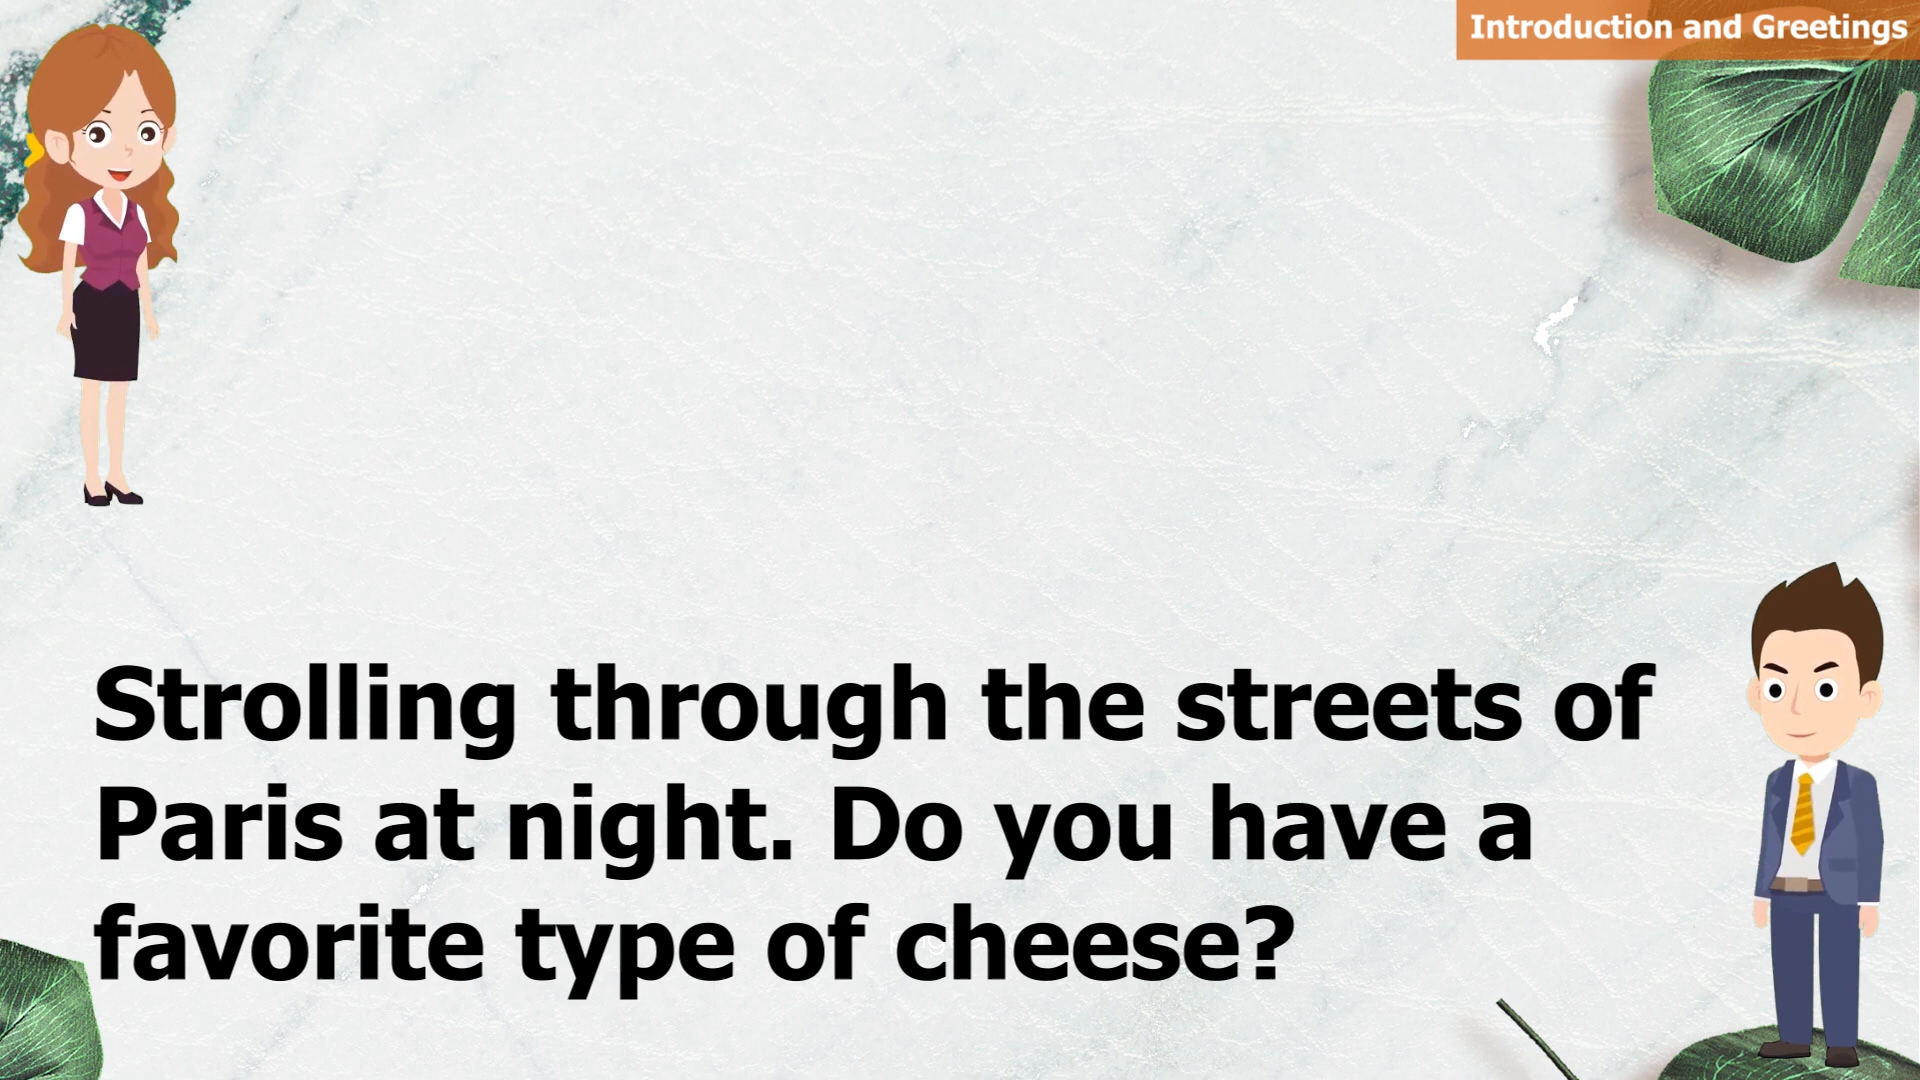 Introduction and Greetings
Strolling through the streets of
Paris at night. Do you have a
favorite type of cheese?